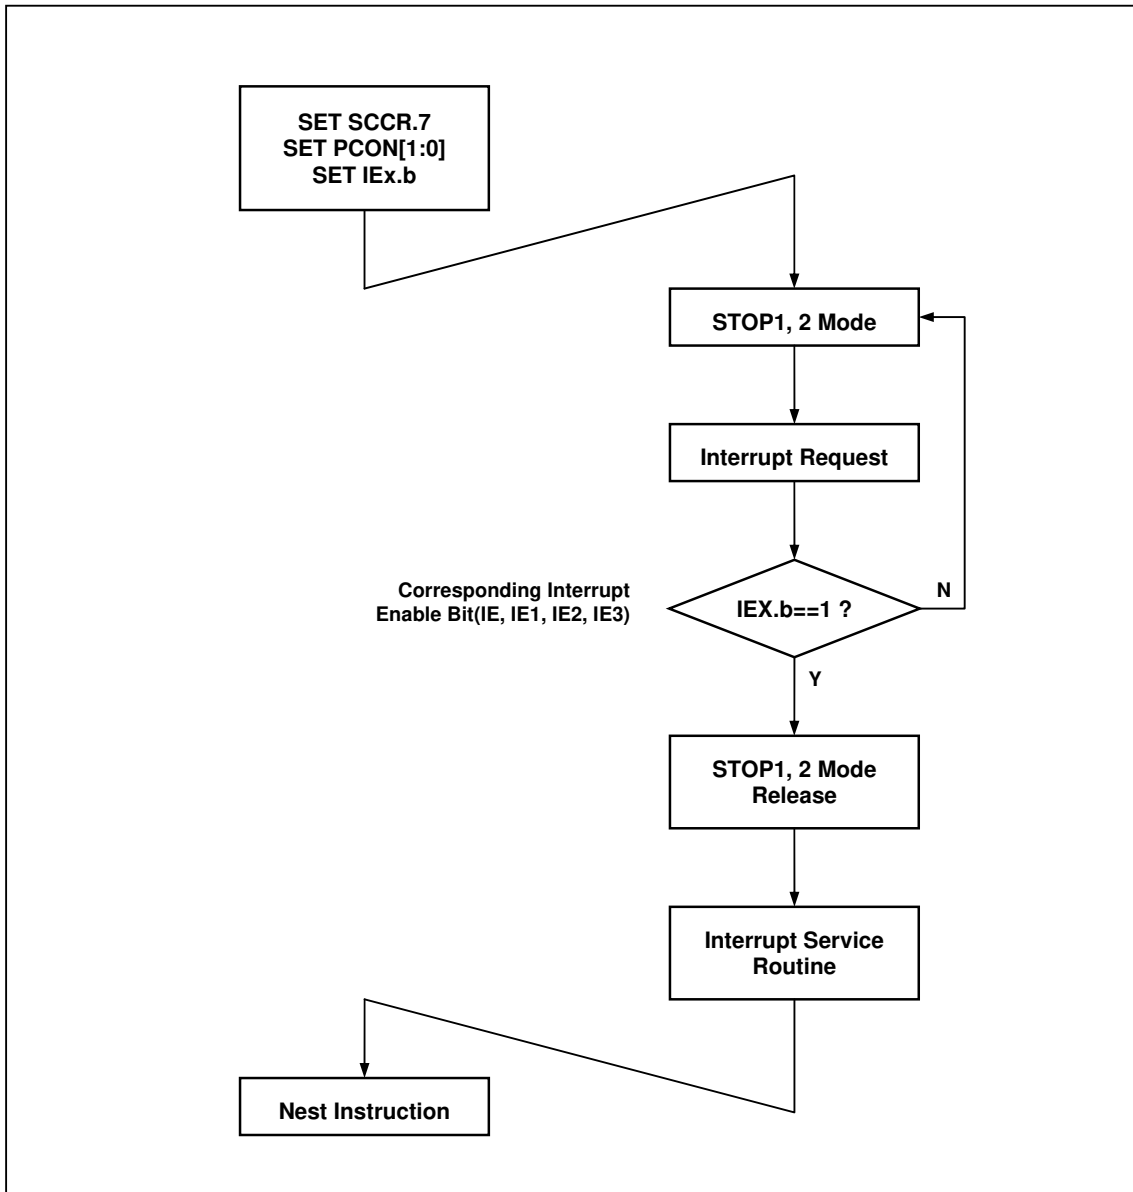 SET SCCR.7
SET PCON[1:0]
SET IEx.b
STOP1, 2 Mode
Interrupt Request
Corresponding Interrupt
Enable Bit(IE, IE1, IE2, IE3)
IEX.b==1 ?
N
Y
STOP1, 2 Mode
Release
Interrupt Service
Routine
Nest Instruction